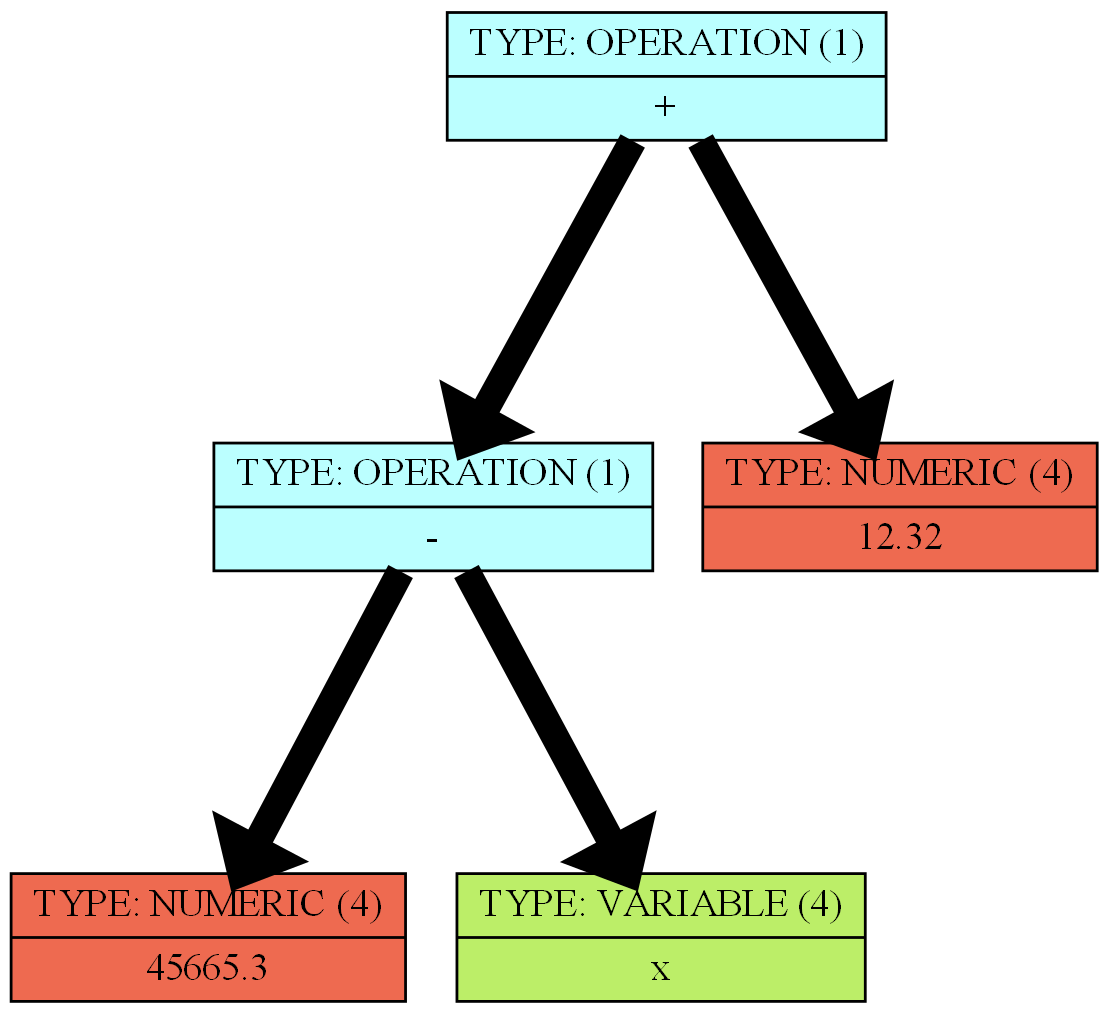 TYPE: OPERATION (1)
+
TYPE: OPERATION (1)
-
TYPE: NUMERIC (4)
12.32
TYPE: NUMERIC (4)
45665.3
TYPE: VARIABLE (4)
x